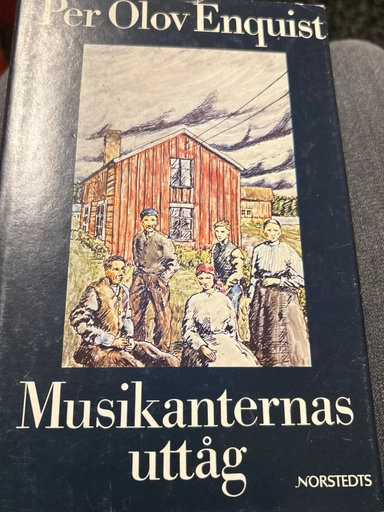 Per Olov Enquist
Musikanternas
uttåg
NORSTEDTS